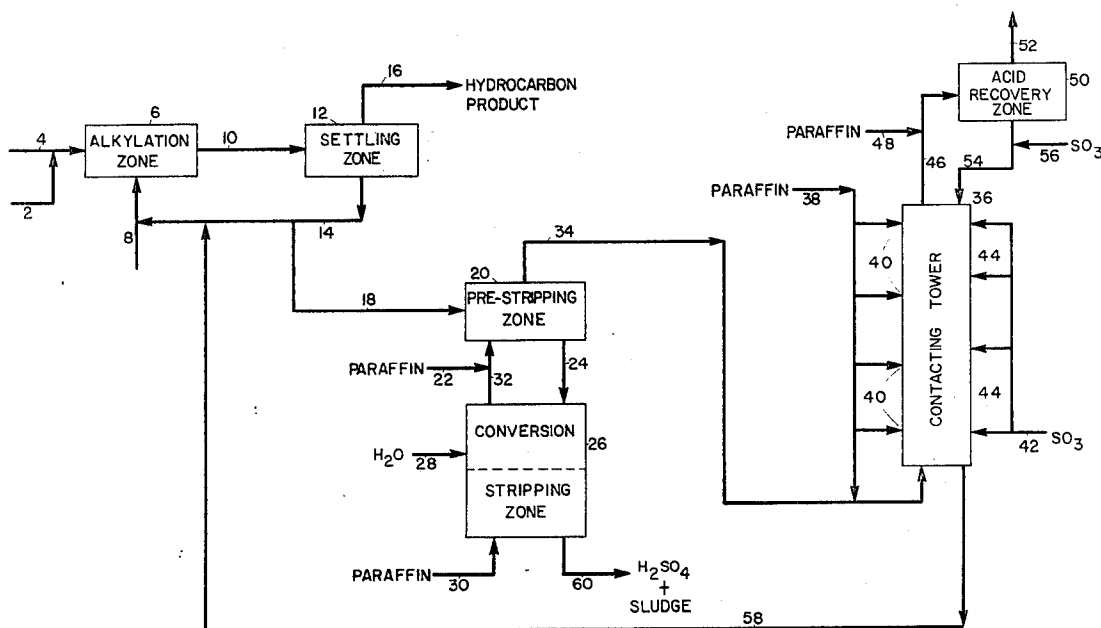 52
ACID
RECOVERY
ZONE
50
16
HYDROCARBON
PRODUCT
6
12
4
ALKYLATION
ZONE
10
SETTLING
ZONE
PARAFFIN
48
46
54
56
SO3
2
8
14
PARAFFIN
38
36
34
40
44
20
18
PRE-STRIPPING
ZONE
CONTACTING TOWER
PARAFFIN
22
32
24
40
44
CONVERSION
26
H2O
28
STRIPPING
ZONE
42
SO3
PARAFFIN
30
60
H2SO4
+
SLUDGE
58